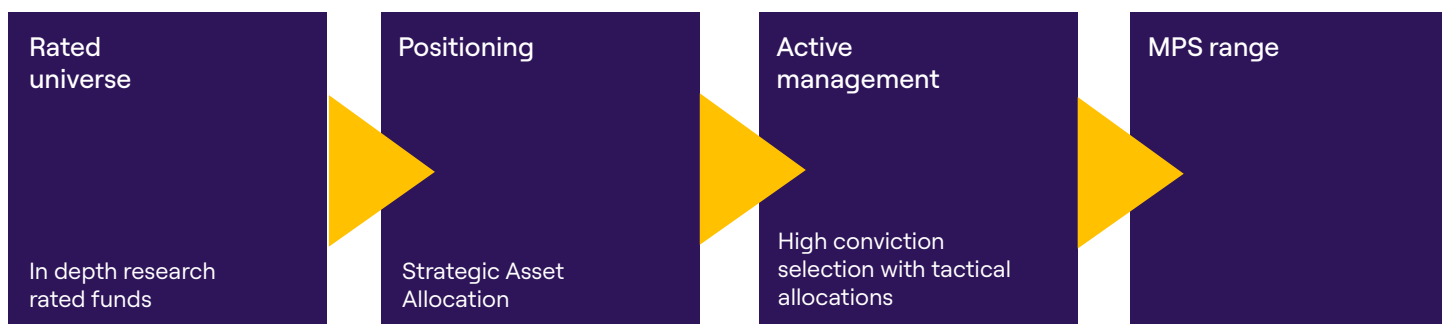 Rated
universe
In depth research
rated funds
Positioning
Strategic Asset
Allocation
Active
management
High conviction
selection with tactical
allocations
MPS range